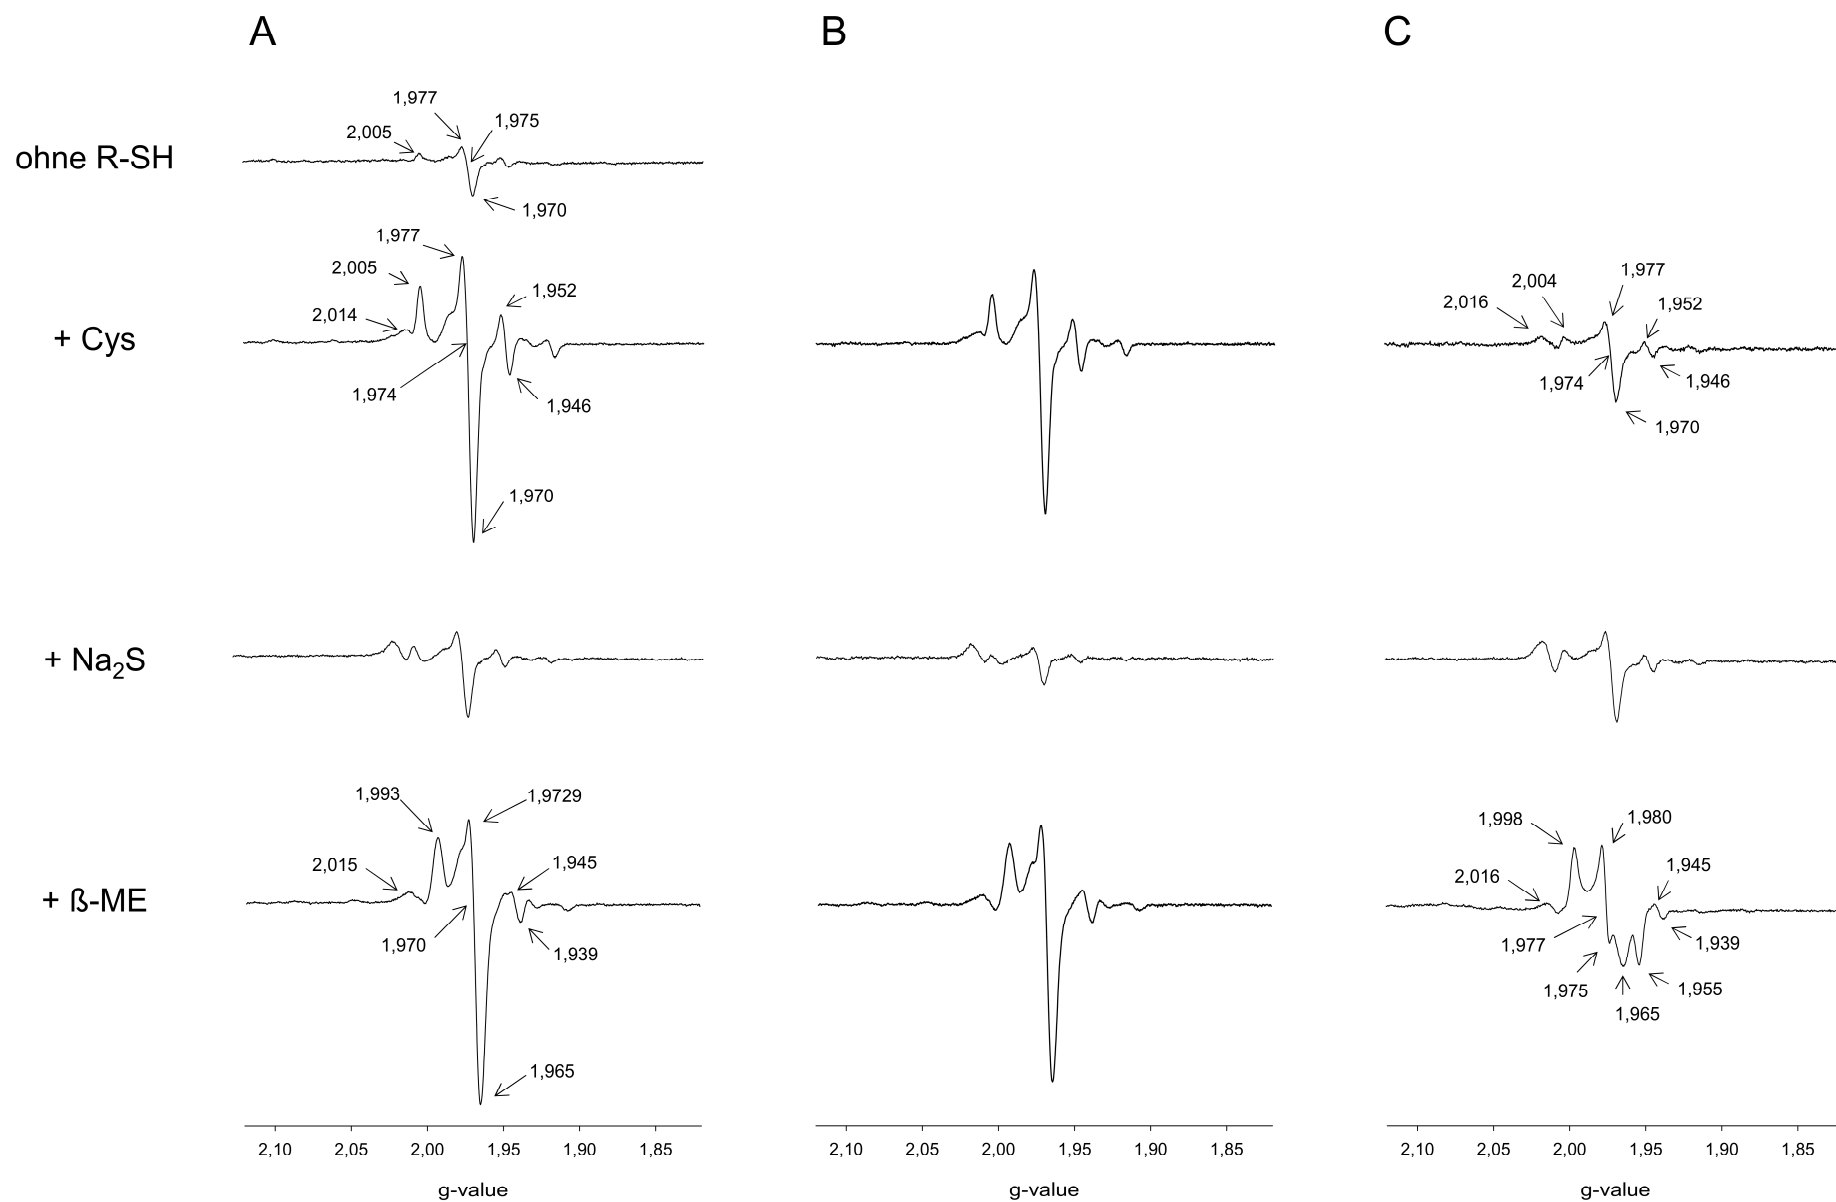 A
B
C
ohne R-SH
1,977
1,975
2,005
1,970
+ Cys
1,977
2,005
2,014
1,952
1,974
1,946
1,970
2,016
2,004
1,977
1,952
1,974
1,946
1,970
+ Na₂S
+ ß-ME
1,993
1,9729
2,015
1,945
1,970
1,939
1,965
1,998
1,980
2,016
1,945
1,977
1,939
1,975
1,955
1,965
2,10 2,05 2,00 1,95 1,90 1,85
g-value
2,10 2,05 2,00 1,95 1,90 1,85
g-value
2,10 2,05 2,00 1,95 1,90 1,85
g-value